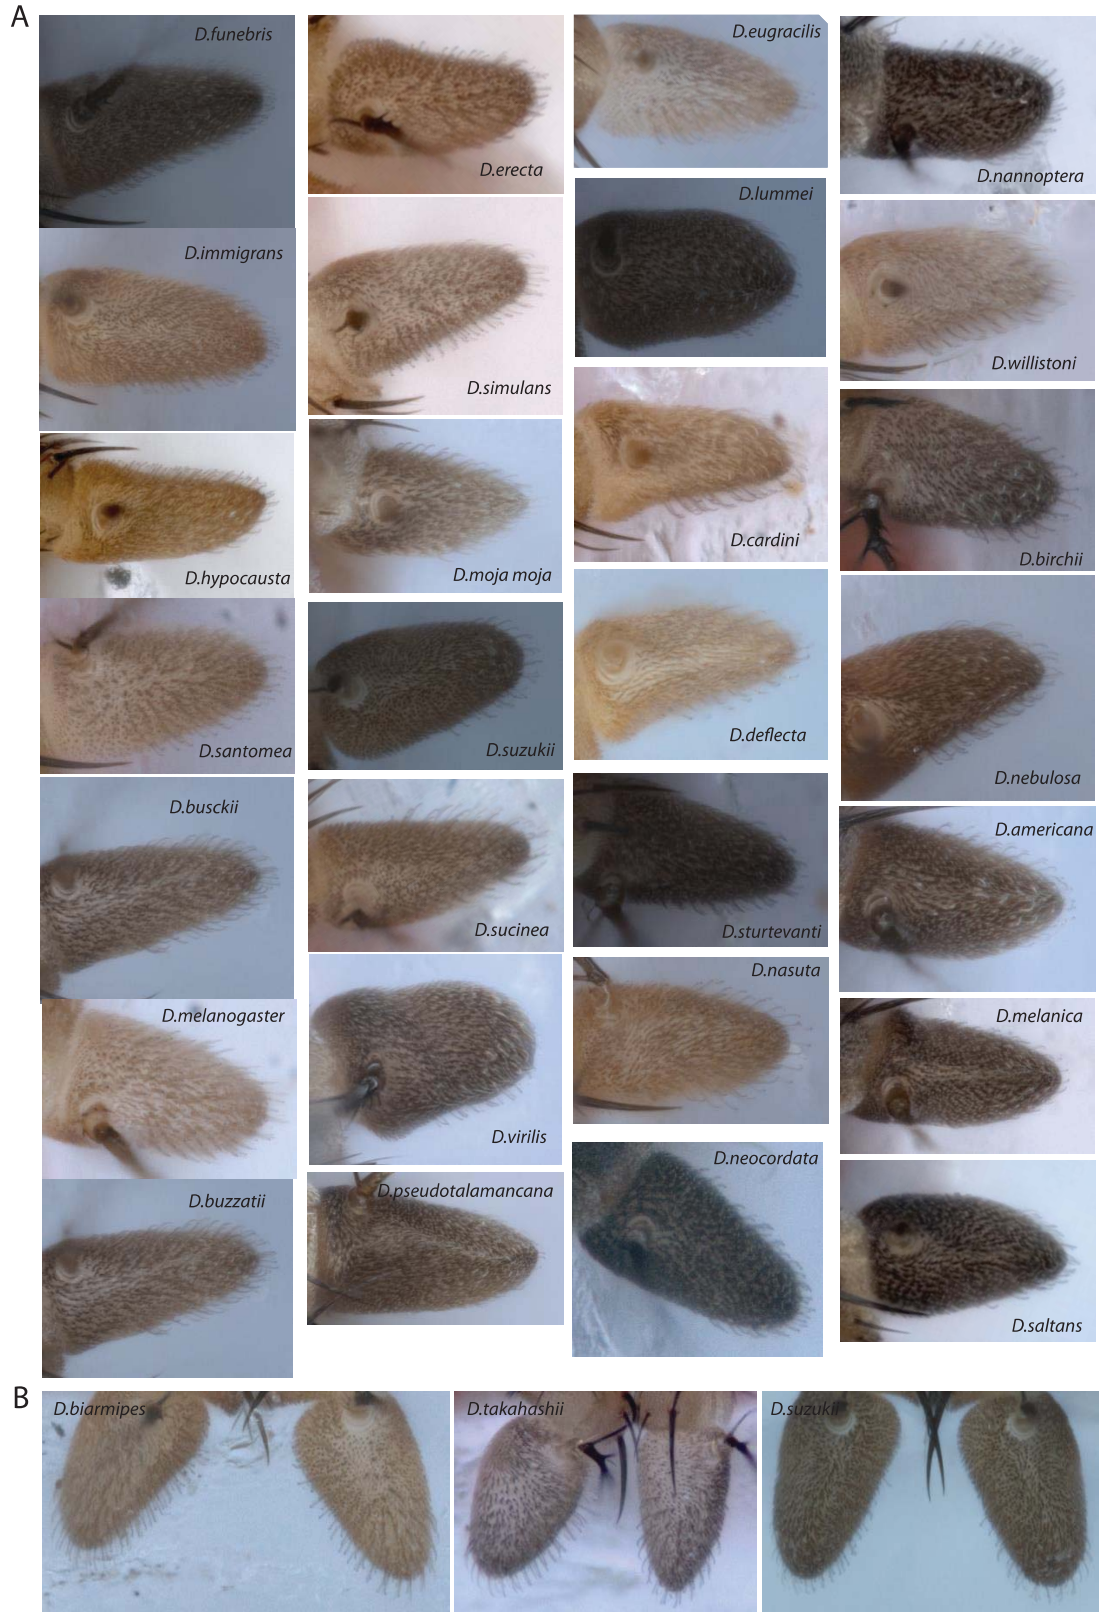 A
D.funebris
D.immigrans
D.hypocausta
D.santomea
D.busckii
D.melanogaster
D.buzzatii
D.erecta
D.simulans
D.moja moja
D.suzukii
D.sucinea
D.virilis
D.pseudotalamancana
D.eugracilis
D.lummei
D.cardini
D.deflecta
D.sturtevanti
D.nasuta
D.neocordata
D.nannoptera
D.willistoni
D.birchii
D.nebulosa
D.americana
D.melanica
D.saltans
B
D.biarmipes
D.takahashii
D.suzukii